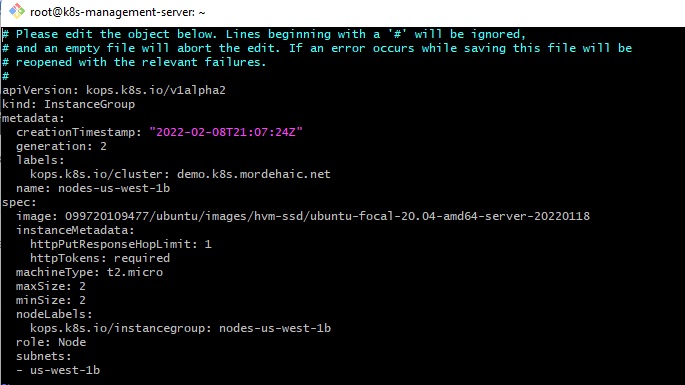 root@k8s-management-server: ~
# Please edit the object below. Lines beginning with a '#' will be ignored,
# and an empty file will abort the edit. If an error occurs while saving this file will be
# reopened with the relevant failures.
#
apiVersion: kops.k8s.io/v1alpha2
kind: InstanceGroup
metadata:
  creationTimestamp: "2022-02-08T21:07:24Z"
  generation: 2
  labels:
    kops.k8s.io/cluster: demo.k8s.mordehaic.net
  name: nodes-us-west-1b
spec:
  image: 099720109477/ubuntu/images/hvm-ssd/ubuntu-focal-20.04-amd64-server-20220118
  instanceMetadata:
    httpPutResponseHopLimit: 1
    httpTokens: required
  machineType: t2.micro
  maxSize: 2
  minSize: 2
  nodeLabels:
    kops.k8s.io/instancegroup: nodes-us-west-1b
  role: Node
  subnets:
  - us-west-1b